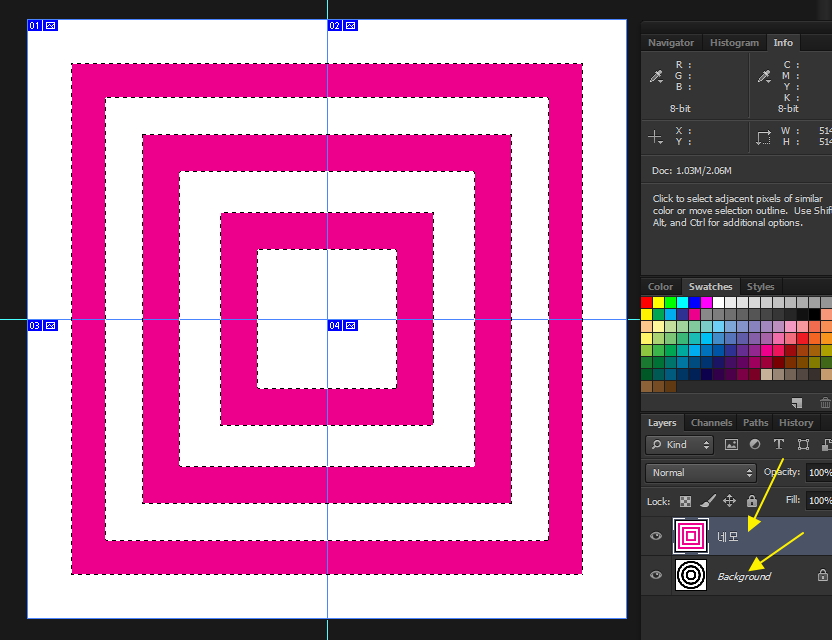 01
02
03
04
Navigator Histogram Info
R : C :
G : M :
B : Y :
K :
8-bit 8-bit
X : W : 514
Y : H : 514
Doc: 1.03M/2.06M
Click to select adjacent pixels of similar
color or move selection outline. Use Shift
Alt, and Ctrl for additional options.
Color Swatches Styles
Layers Channels Paths History
Kind T
Normal Opacity: 100%
Lock: Fill: 100%
네모
Background